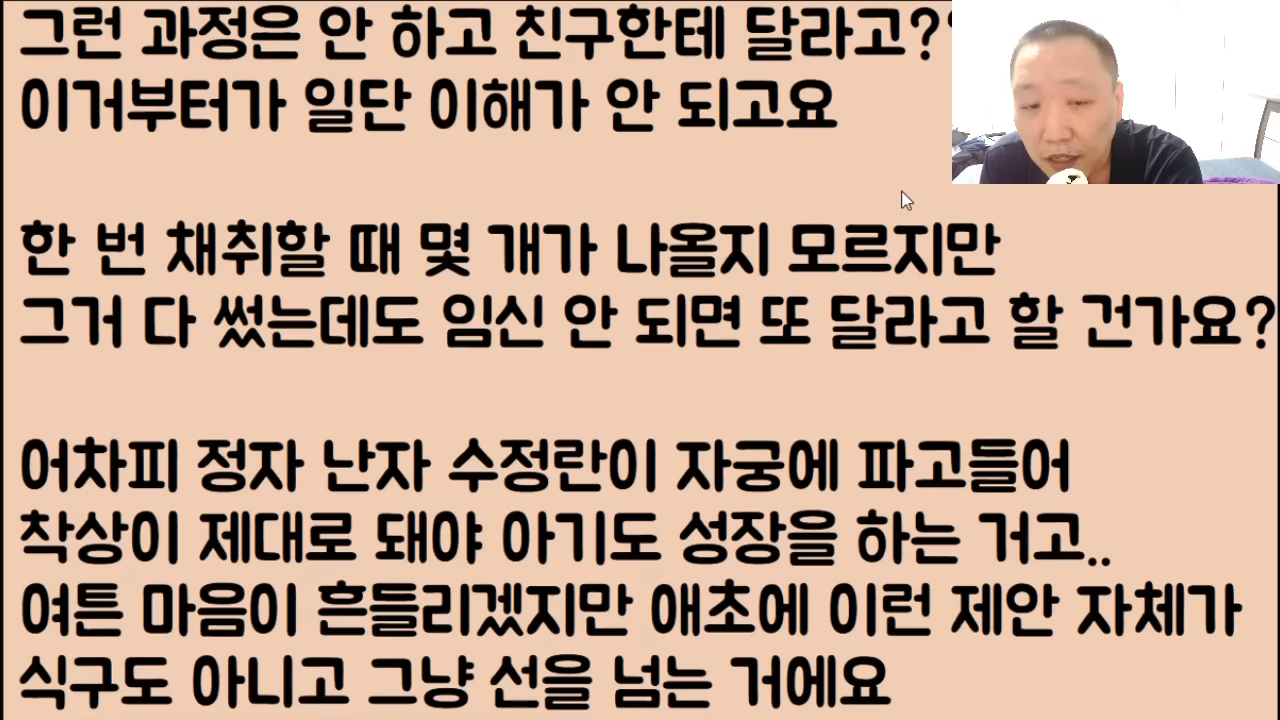 그런 과정은 안 하고 친구한테 달라고?
이거부터가 일단 이해가 안 되고요
한 번 채취할 때 몇 개가 나올지 모르지만
그거 다 썼는데도 임신 안 되면 또 달라고 할 건가요?
어차피 정자 난자 수정란이 자궁에 파고들어
착상이 제대로 돼야 아기도 성장을 하는 거고..
여튼 마음이 흔들리겠지만 애초에 이런 제안 자체가
식구도 아니고 그냥 선을 넘는 거에요